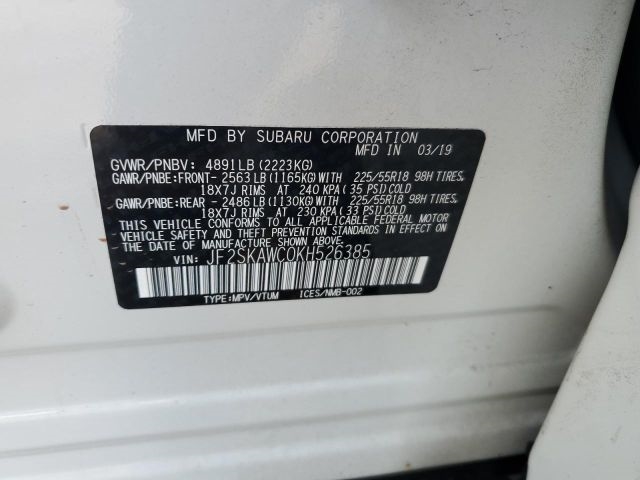 MFD BY SUBARU CORPORATION
MFD IN 03/19
GVWR/PNBV: 4891LB (2223KG)
GAWR/PNBE: FRONT- 2563LB (1165KG) WITH 225/55R18 98H TIRES,
18X7J RIMS AT 240 KPA ( 35 PSI) COLD
GAWR/PNBE: REAR - 2486LB (1130KG) WITH 225/55R18 98H TIRES,
18X7J RIMS AT 230 KPA ( 33 PSI) COLD
THIS VEHICLE CONFORMS TO ALL APPLICABLE FEDERAL MOTOR
VEHICLE SAFETY AND THEFT PREVENTION STANDARDS IN EFFECT ON
THE DATE OF MANUFACTURE SHOWN ABOVE.
VIN: JF2SKAWC0KH526385
TYPE: MPV/VTUM ICES/NMB-002